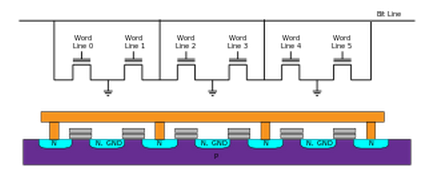 Bit Line
Word
Line 0
Word
Line 1
Word
Line 2
Word
Line 3
Word
Line 4
Word
Line 5
N
N. GND
N
N. GND
N
N. GND
N
P